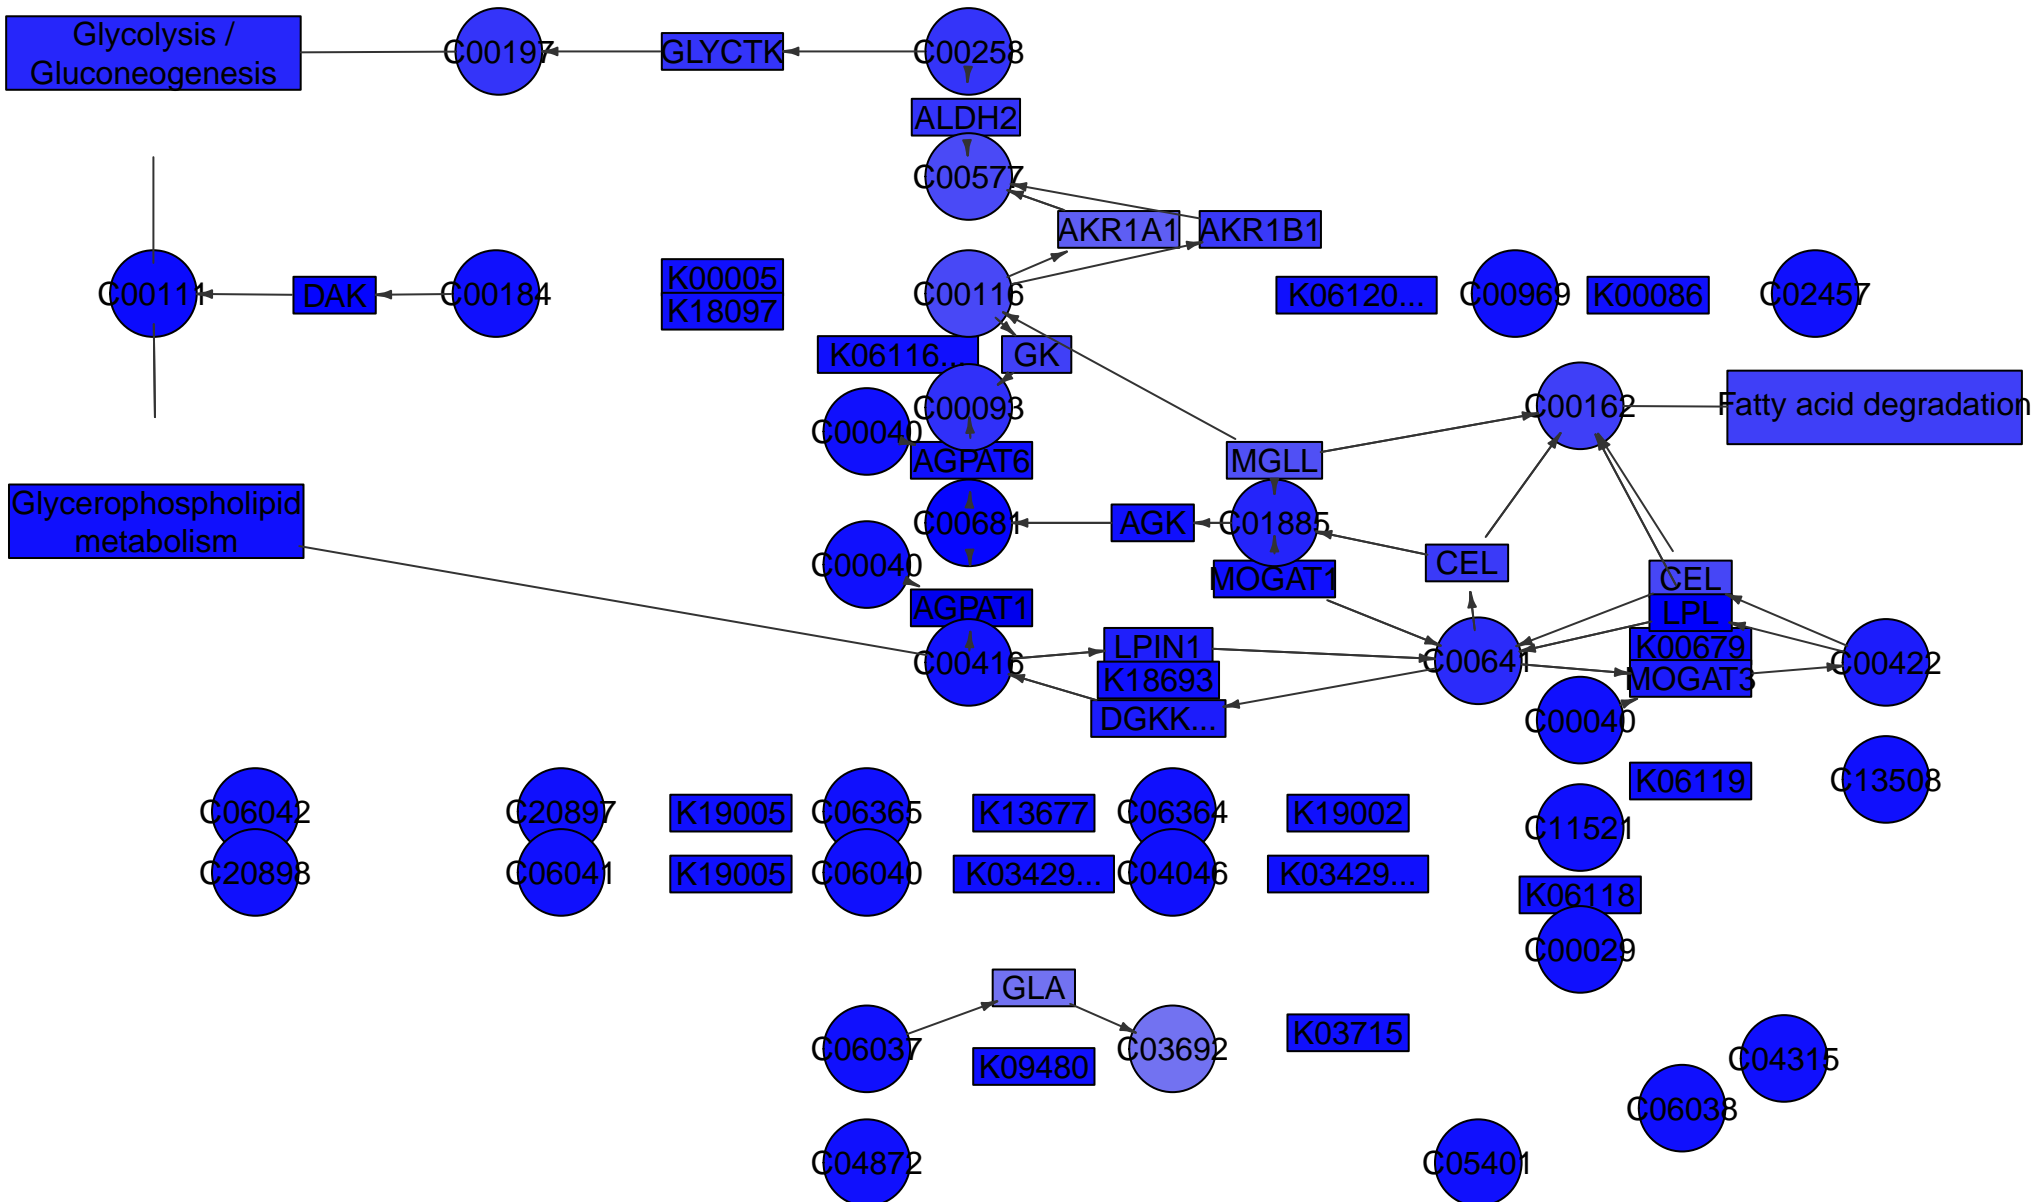 Glycolysis /
Gluconeogenesis
C00197
GLYCTK
C00258
ALDH2
C00577
AKR1A1
AKR1B1
C00111
DAK
C00184
K00005
K18097
C00116
K06120...
C00969
K00086
C02457
K06116...
GK
C00093
C00040
C00162
Fatty acid degradation
AGPAT6
MGLL
Glycerophospholipid
metabolism
C00681
AGK
C01885
C00040
MOGAT1
CEL
CEL
AGPAT1
LPL
C00416
LPIN1
K18693
DGKK...
C00641
K00679
MOGAT3
C00422
C00040
K06119
C13508
C06042
C20897
K19005
C06365
K13677
C06364
K19002
C11521
C20898
C06041
K19005
C06040
K03429...
C04046
K03429...
K06118
C00029
GLA
C06037
K09480
C03692
K03715
C04315
C06038
C04872
C05401